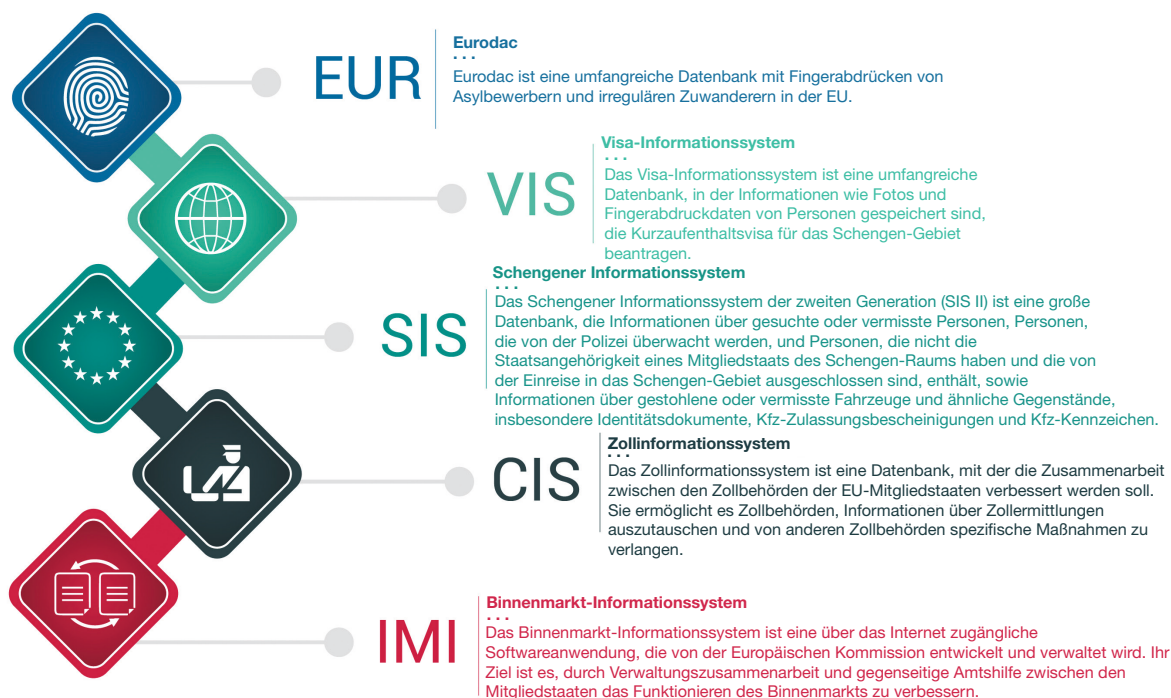 EUR
Eurodac
...
Eurodac ist eine umfangreiche Datenbank mit Fingerabdrücken von
Asylbewerbern und irregulären Zuwanderern in der EU.
VIS
Visa-Informationssystem
...
Das Visa-Informationssystem ist eine umfangreiche
Datenbank, in der Informationen wie Fotos und
Fingerabdruckdaten von Personen gespeichert sind,
die Kurzaufenthaltsvisa für das Schengen-Gebiet
beantragen.
SIS
Schengener Informationssystem
...
Das Schengener Informationssystem der zweiten Generation (SIS II) ist eine große
Datenbank, die Informationen über gesuchte oder vermisste Personen, Personen,
die von der Polizei überwacht werden, und Personen, die nicht die
Staatsangehörigkeit eines Mitgliedstaats des Schengen-Raums haben und die von
der Einreise in das Schengen-Gebiet ausgeschlossen sind, enthält, sowie
Informationen über gestohlene oder vermisste Fahrzeuge und ähnliche Gegenstände,
insbesondere Identitätsdokumente, Kfz-Zulassungsbescheinigungen und Kfz-Kennzeichen.
CIS
Zollinformationssystem
...
Das Zollinformationssystem ist eine Datenbank, mit der die Zusammenarbeit
zwischen den Zollbehörden der EU-Mitgliedstaaten verbessert werden soll.
Sie ermöglicht es Zollbehörden, Informationen über Zollermittlungen
auszutauschen und von anderen Zollbehörden spezifische Maßnahmen zu
verlangen.
IMI
Binnenmarkt-Informationssystem
...
Das Binnenmarkt-Informationssystem ist eine über das Internet zugängliche
Softwareanwendung, die von der Europäischen Kommission entwickelt und verwaltet wird. Ihr
Ziel ist es, durch Verwaltungszusammenarbeit und gegenseitige Amtshilfe zwischen den
Mitgliedstaaten das Funktionieren des Binnenmarkts zu verbessern.